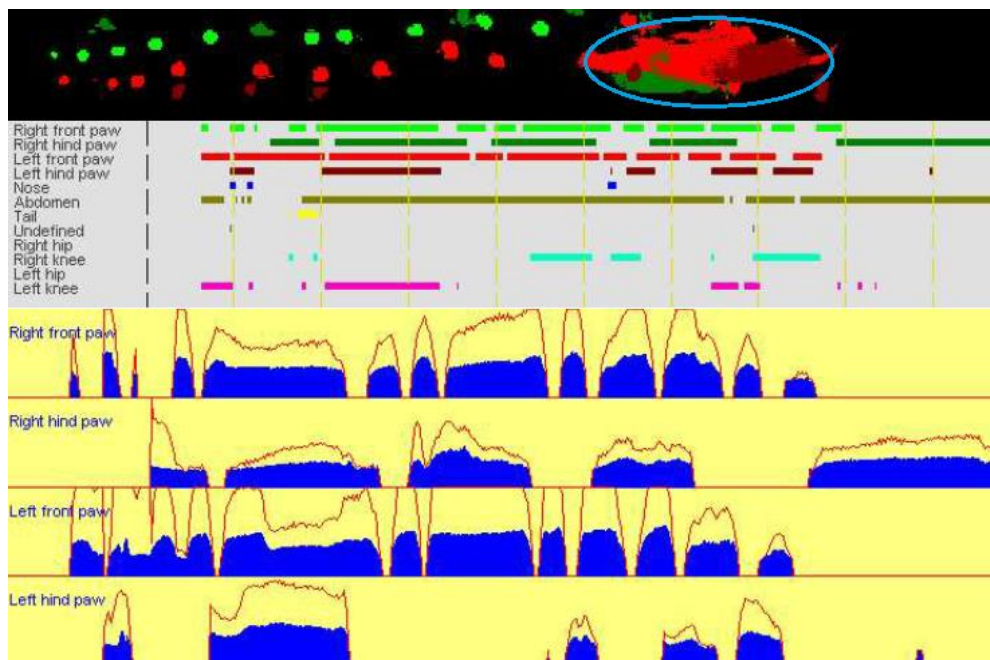 Right front paw
Right hind paw
Left front paw
Left hind paw
Nose
Abdomen
Tail
Undefined
Right hip
Right knee
Left hip
Left knee
Right front paw
Right hind paw
Left front paw
Left hind paw